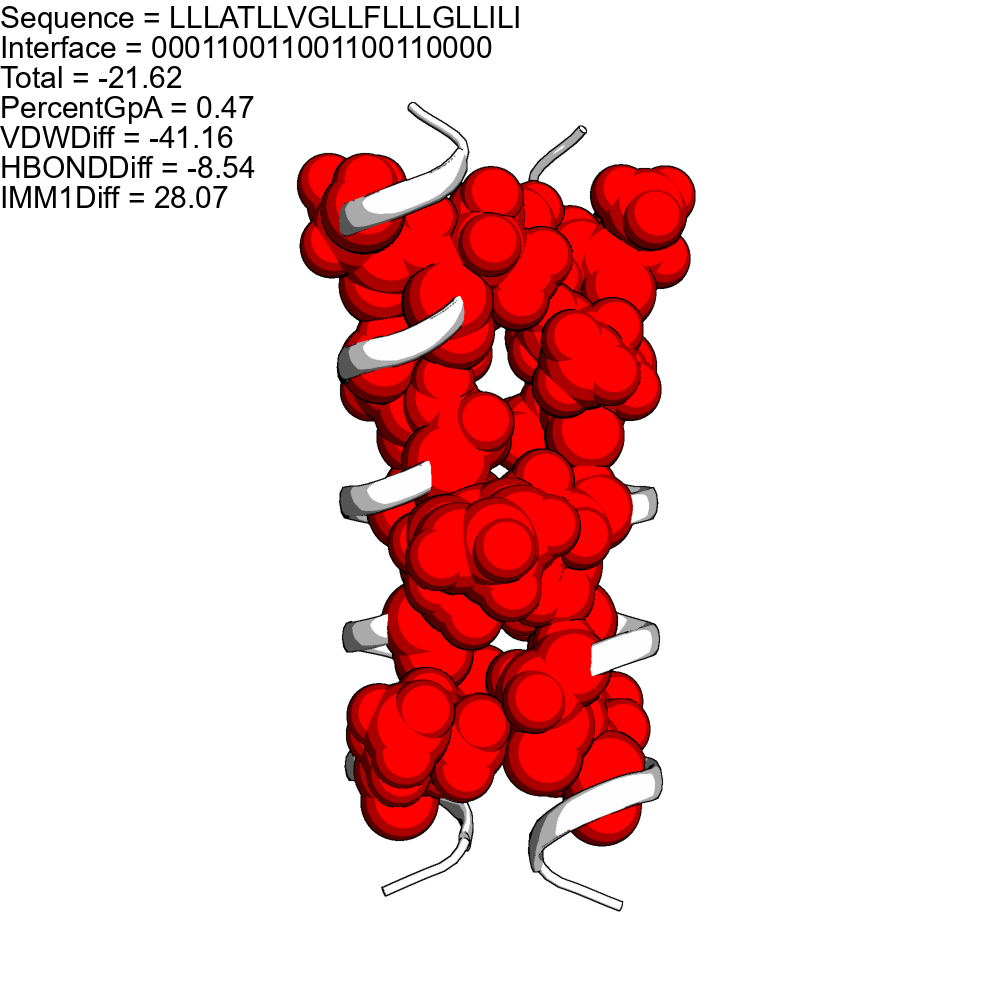 Sequence = LLLATLLVGLLFLLLGLLILI
Interface = 000110011001100110000
Total = -21.62
PercentGpA = 0.47
VDWDiff = -41.16
HBONDDiff = -8.54
IMM1Diff = 28.07